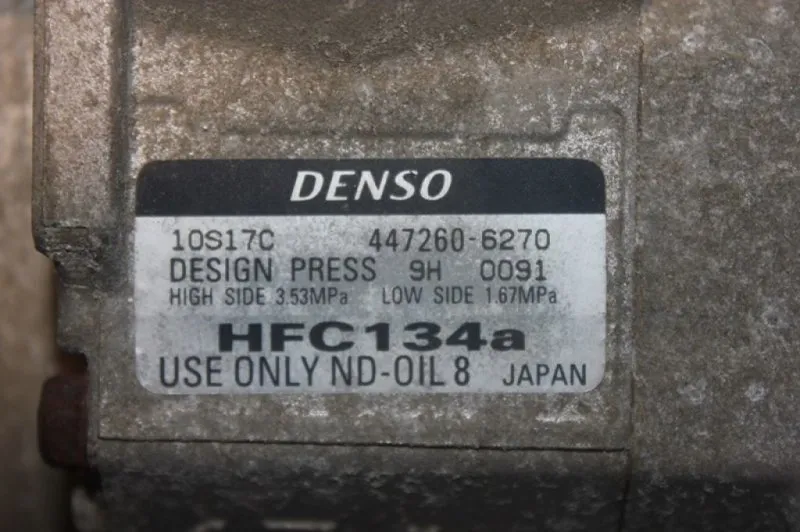 DENSO
10S17C 447260-6270
DESIGN PRESS 9H 0091
HIGH SIDE 3.53MPa LOW SIDE 1.67MPa
HFC134a
USE ONLY ND-OIL 8 JAPAN